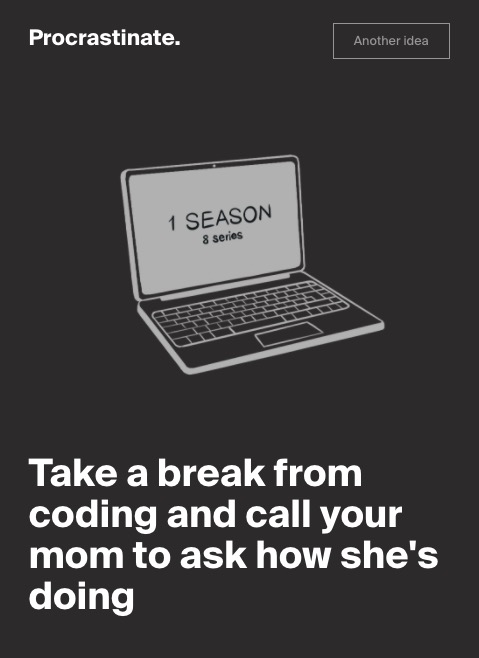 Procrastinate.
Another idea
1 SEASON
8 series
Take a break from
coding and call your
mom to ask how she's
doing